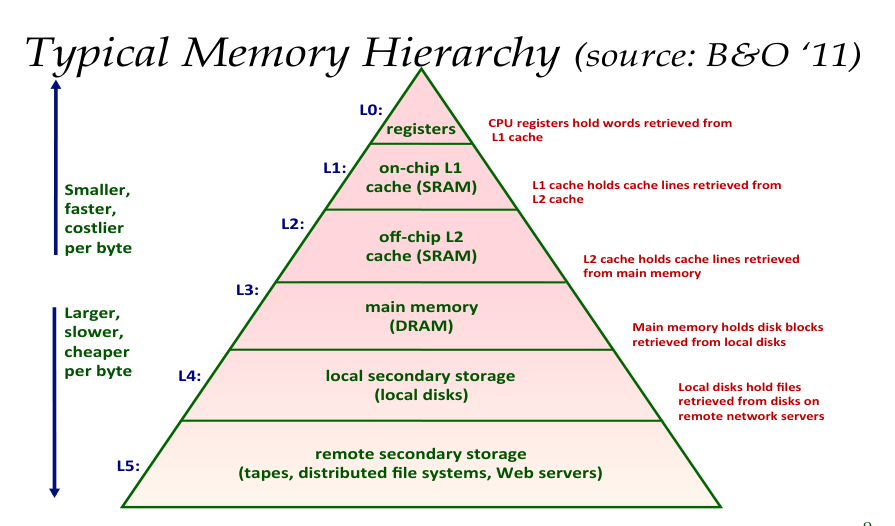 Typical Memory Hierarchy (source: B&O ‘11)
L0:
registers
CPU registers hold words retrieved from
L1 cache
L1:
on-chip L1
cache (SRAM)
L1 cache holds cache lines retrieved from
L2 cache
Smaller,
faster,
costlier
per byte
L2:
off-chip L2
cache (SRAM)
L2 cache holds cache lines retrieved
from main memory
L3:
main memory
(DRAM)
Main memory holds disk blocks
retrieved from local disks
Larger,
slower,
cheaper
per byte
L4:
local secondary storage
(local disks)
Local disks hold files
retrieved from disks on
remote network servers
L5:
remote secondary storage
(tapes, distributed file systems, Web servers)